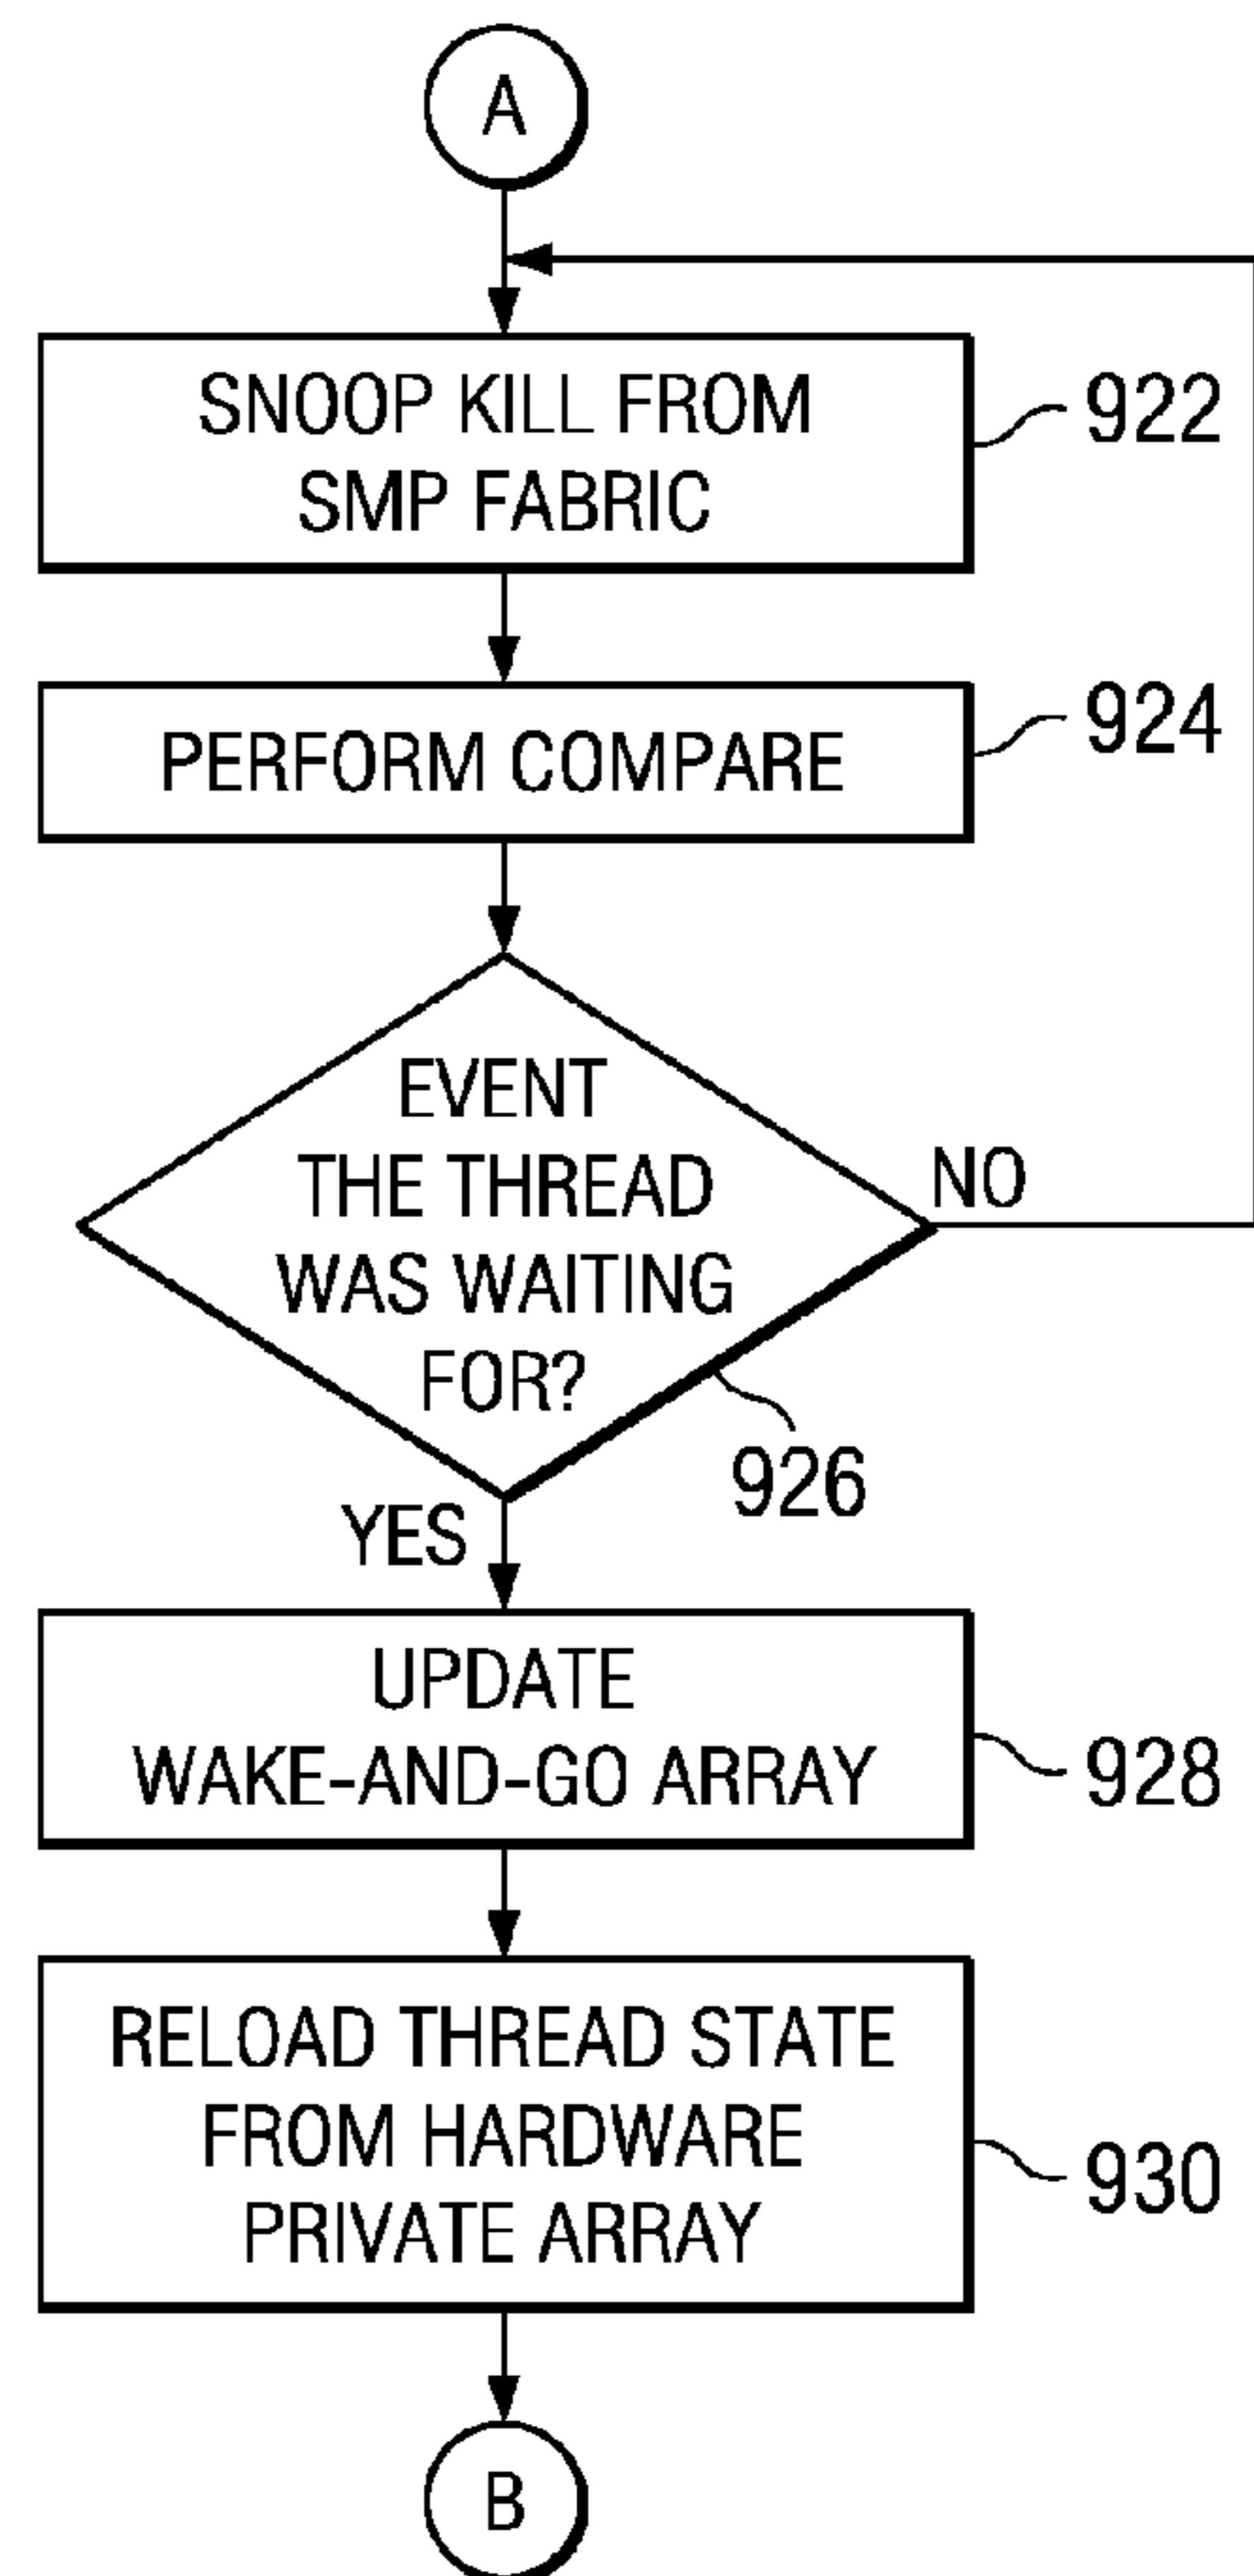 A
SNOOP KILL FROM
SMP FABRIC
922
PERFORM COMPARE
924
EVENT
THE THREAD
WAS WAITING
FOR?
NO
926
YES
UPDATE
WAKE-AND-GO ARRAY
928
RELOAD THREAD STATE
FROM HARDWARE
PRIVATE ARRAY
930
B